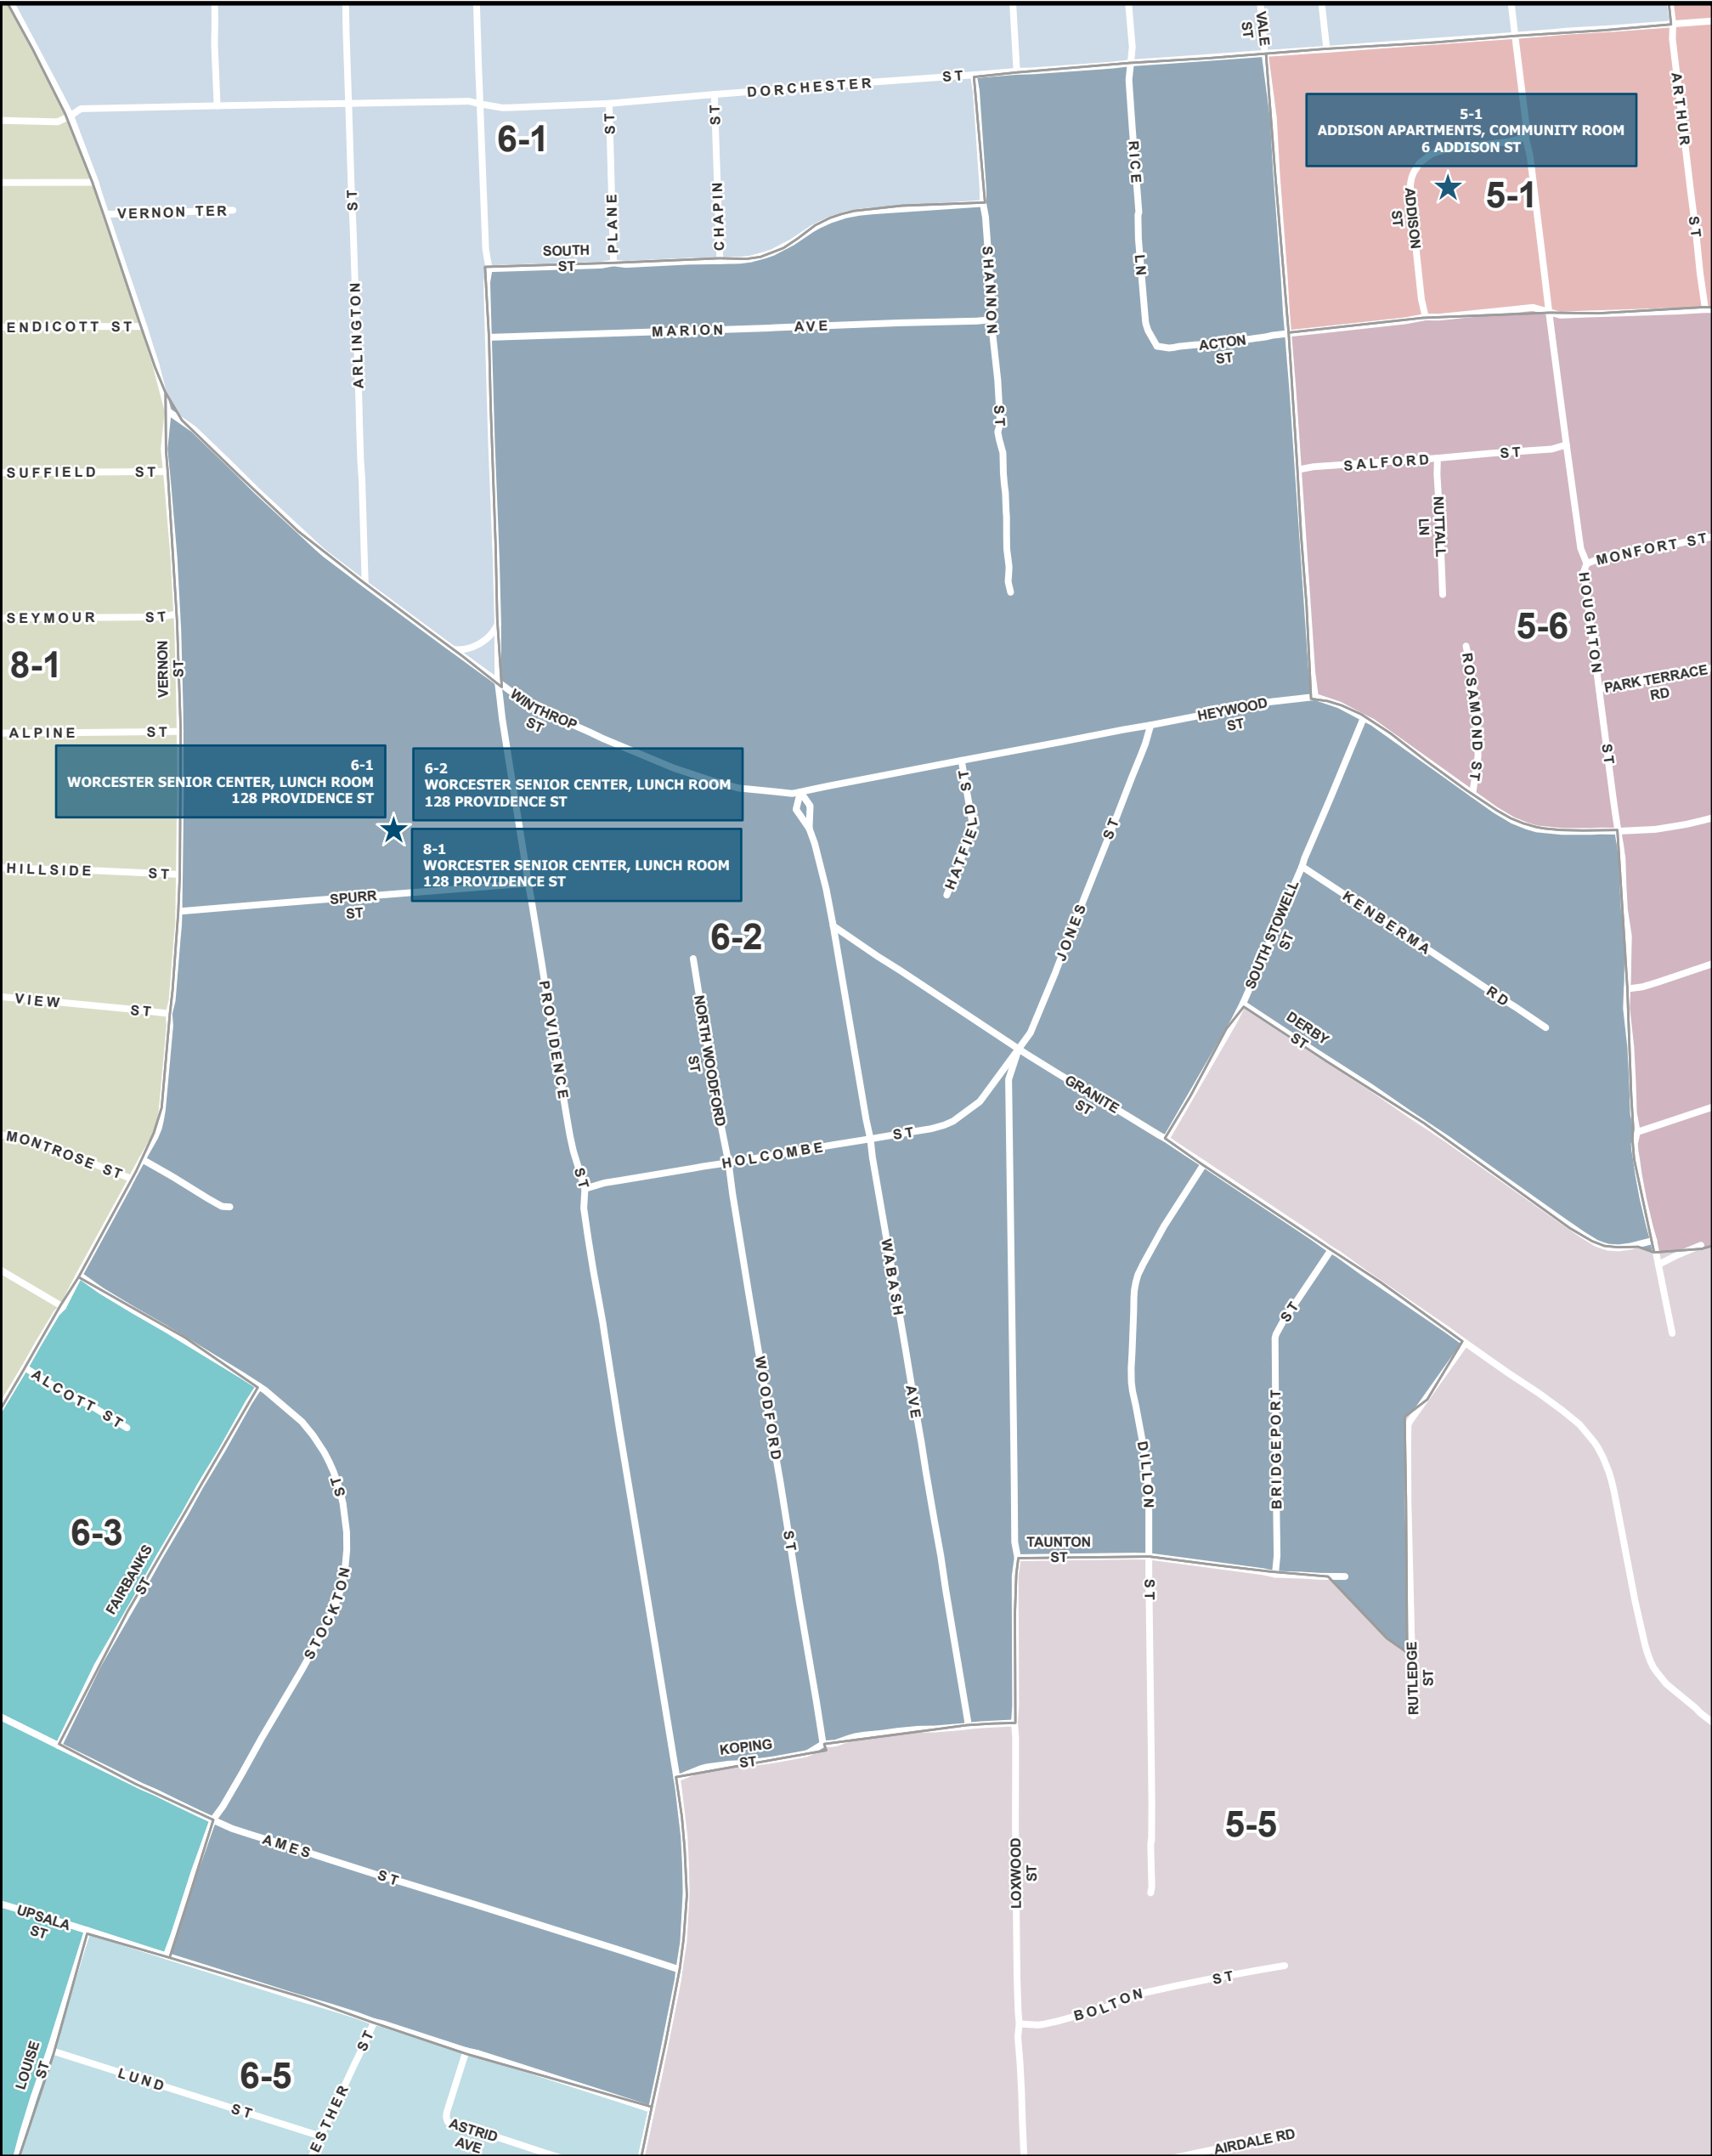 VALE
ST
DORCHESTER ST
6-1
ST
ST
ST
PLANE
CHAPIN
ARLINGTON
VERNON TER
SOUTH
ST
RICE
LN
SHANNON
ST
ARTHUR
ST
5-1
ADDISON APARTMENTS, COMMUNITY ROOM
6 ADDISON ST
5-1
ADDISON
ST
ENDICOTT ST
MARION AVE
ACTON
ST
SUFFIELD ST
SALFORD ST
NUTTALL
LN
MONFORT ST
HOUGHTON
ST
SEYMOUR ST
5-6
8-1
VERNON
ST
ROSAMOND ST
PARK TERRACE
RD
WINTHROP
ST
HEYWOOD
ST
ALPINE ST
6-1
WORCESTER SENIOR CENTER, LUNCH ROOM
128 PROVIDENCE ST
6-2
WORCESTER SENIOR CENTER, LUNCH ROOM
128 PROVIDENCE ST
8-1
WORCESTER SENIOR CENTER, LUNCH ROOM
128 PROVIDENCE ST
HATFIELD ST
JONES ST
HILLSIDE ST
SPURR
ST
6-2
SOUTH STOWELL
ST
KENBERMA RD
VIEW ST
PROVIDENCE
ST
NORTH WOODFORD
ST
DERBY
ST
GRANITE
ST
MONTROSE ST
HOLCOMBE ST
WABASH
AVE
ALCOTT ST
WOODFORD
ST
BRIDGEPORT ST
DILLON
ST
6-3
FAIRBANKS
ST
STOCKTON ST
TAUNTON
ST
RUTLEDGE
ST
KOPING
ST
5-5
AMES ST
LOXWOOD
ST
UPSALA
ST
BOLTON ST
LOUISE
ST
6-5
LUND ST
ESTHER ST
ASTRID
AVE
AIRDALE RD